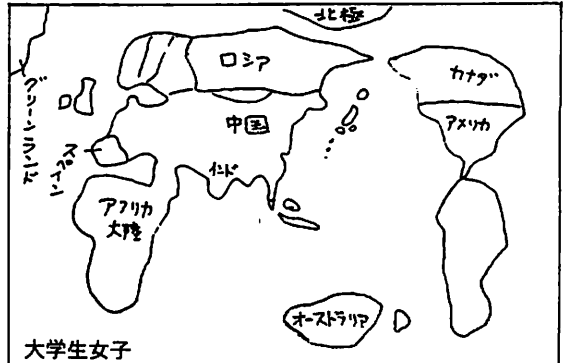 北極
グリーンランド
ロシア
カナダ
アメリカ
中国
スペイン
インド
アフリカ
大陸
オーストラリア
大学生女子